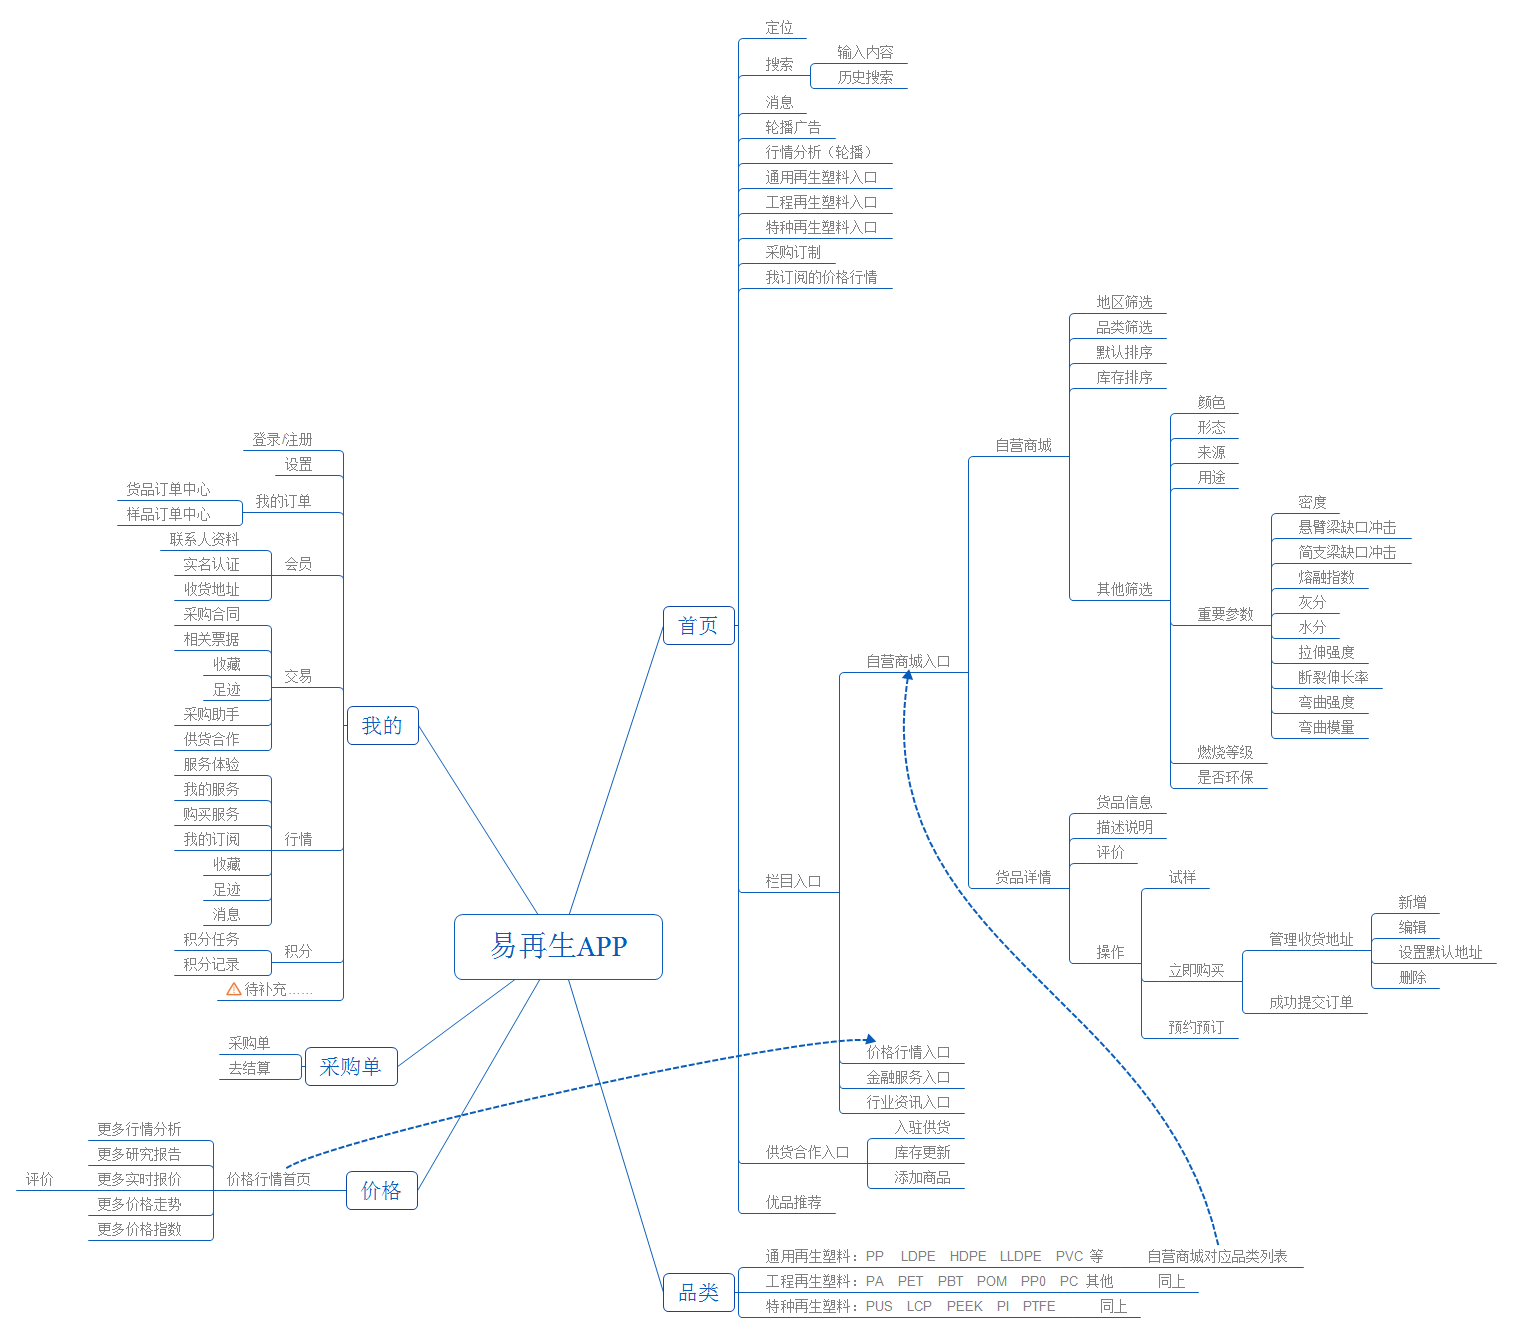 易再生APP
首页
定位
搜索
输入内容
历史搜索
消息
轮播广告
行情分析（轮播）
通用再生塑料入口
工程再生塑料入口
特种再生塑料入口
采购订制
我订阅的价格行情
栏目入口
自营商城入口
自营商城
地区筛选
品类筛选
默认排序
库存排序
其他筛选
颜色
形态
来源
用途
重要参数
密度
悬臂梁缺口冲击
简支梁缺口冲击
熔融指数
灰分
水分
拉伸强度
断裂伸长率
弯曲强度
弯曲模量
燃烧等级
是否环保
货品详情
货品信息
描述说明
评价
操作
试样
立即购买
管理收货地址
新增
编辑
设置默认地址
删除
成功提交订单
预约预订
价格行情入口
金融服务入口
行业资讯入口
供货合作入口
入驻供货
库存更新
添加商品
优品推荐
品类
通用再生塑料：PP LDPE HDPE LLDPE PVC 等 自营商城对应品类列表
工程再生塑料：PA PET PBT POM PP0 PC 其他 同上
特种再生塑料：PUS LCP PEEK PI PTFE 同上
我的
登录/注册
设置
我的订单
货品订单中心
样品订单中心
会员
联系人资料
实名认证
收货地址
交易
采购合同
相关票据
收藏
足迹
采购助手
供货合作
行情
服务体验
我的服务
购买服务
我的订阅
收藏
足迹
消息
积分
积分任务
积分记录
待补充......
采购单
采购单
去结算
价格
价格行情首页
更多行情分析
更多研究报告
更多实时报价
评价
更多价格走势
更多价格指数